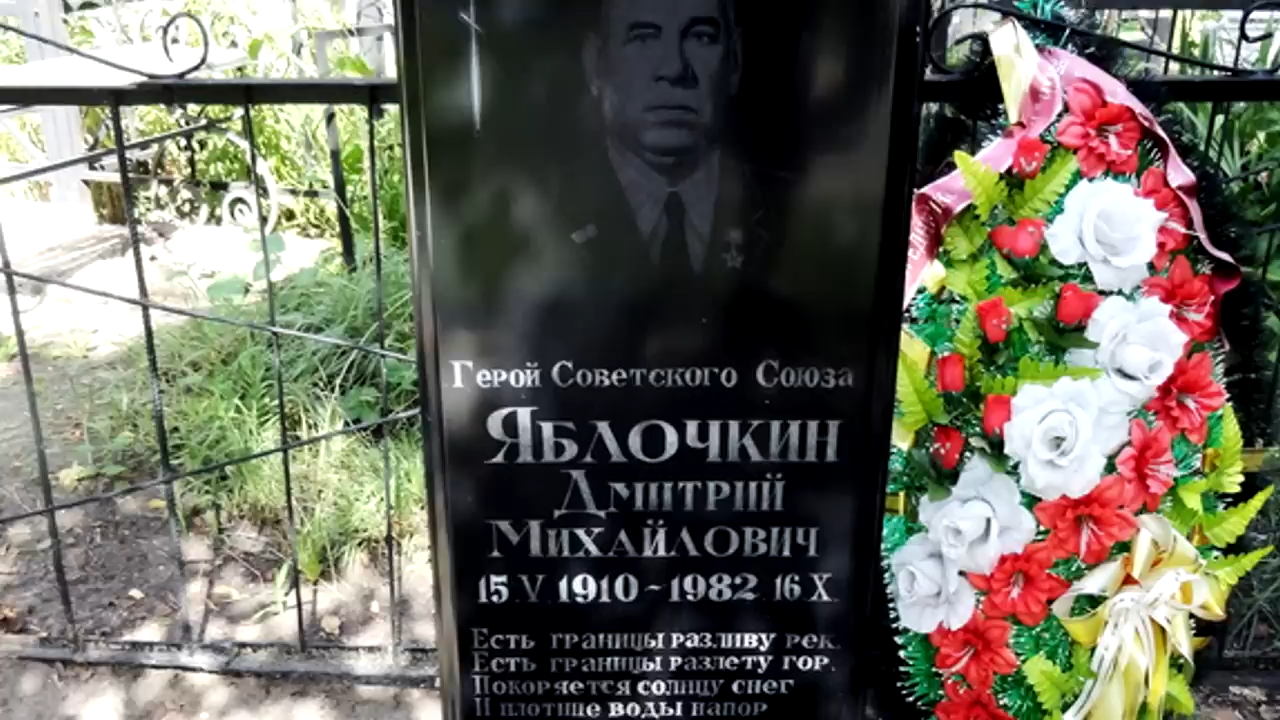 Герой Советского Союза
Яблочкин
Дмитрий
Михайлович
15 V 1910 - 1982 16 X
Есть границы разливу рек.
Есть границы разлету гор.
Покоряется солнцу снег
И плотине воды напор